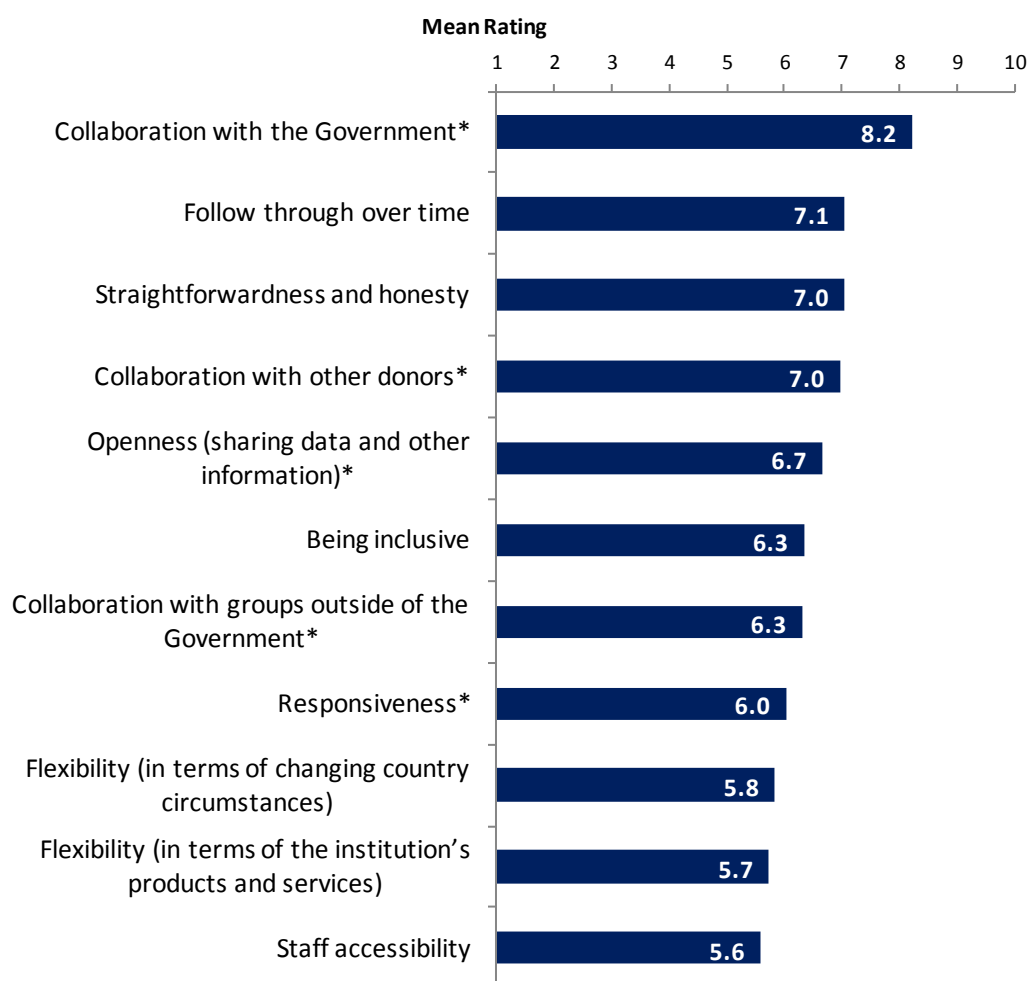 Mean Rating
1 2 3 4 5 6 7 8 9 10
Collaboration with the Government* 8.2
Follow through over time 7.1
Straightforwardness and honesty 7.0
Collaboration with other donors* 7.0
Openness (sharing data and other
information)* 6.7
Being inclusive 6.3
Collaboration with groups outside of the
Government* 6.3
Responsiveness* 6.0
Flexibility (in terms of changing country
circumstances) 5.8
Flexibility (in terms of the institution’s
products and services) 5.7
Staff accessibility 5.6